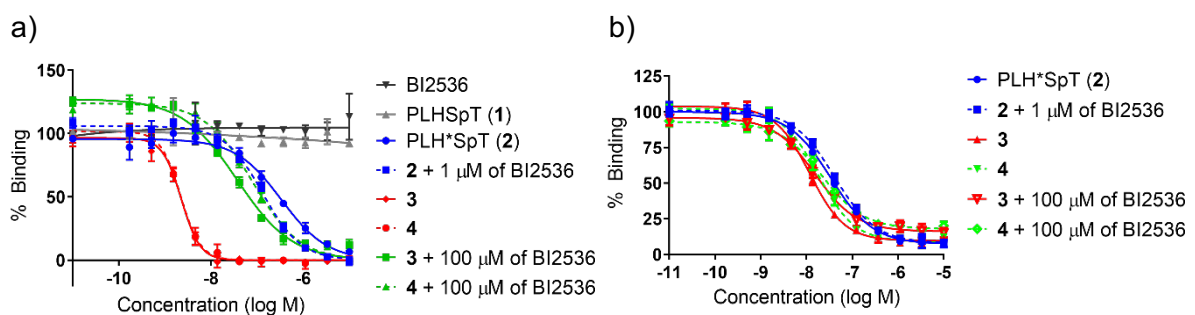 a)
150
100
50
0
-10
-8
-6
% Binding
Concentration (log M)
BI2536
PLHSpT (1)
PLH*SpT (2)
2 + 1 μM of BI2536
3
4
3 + 100 μM of BI2536
4 + 100 μM of BI2536
b)
125
100
75
50
25
0
-11 -10 -9 -8 -7 -6 -5
% Binding
Concentration (log M)
PLH*SpT (2)
2 + 1 μM of BI2536
3
4
3 + 100 μM of BI2536
4 + 100 μM of BI2536